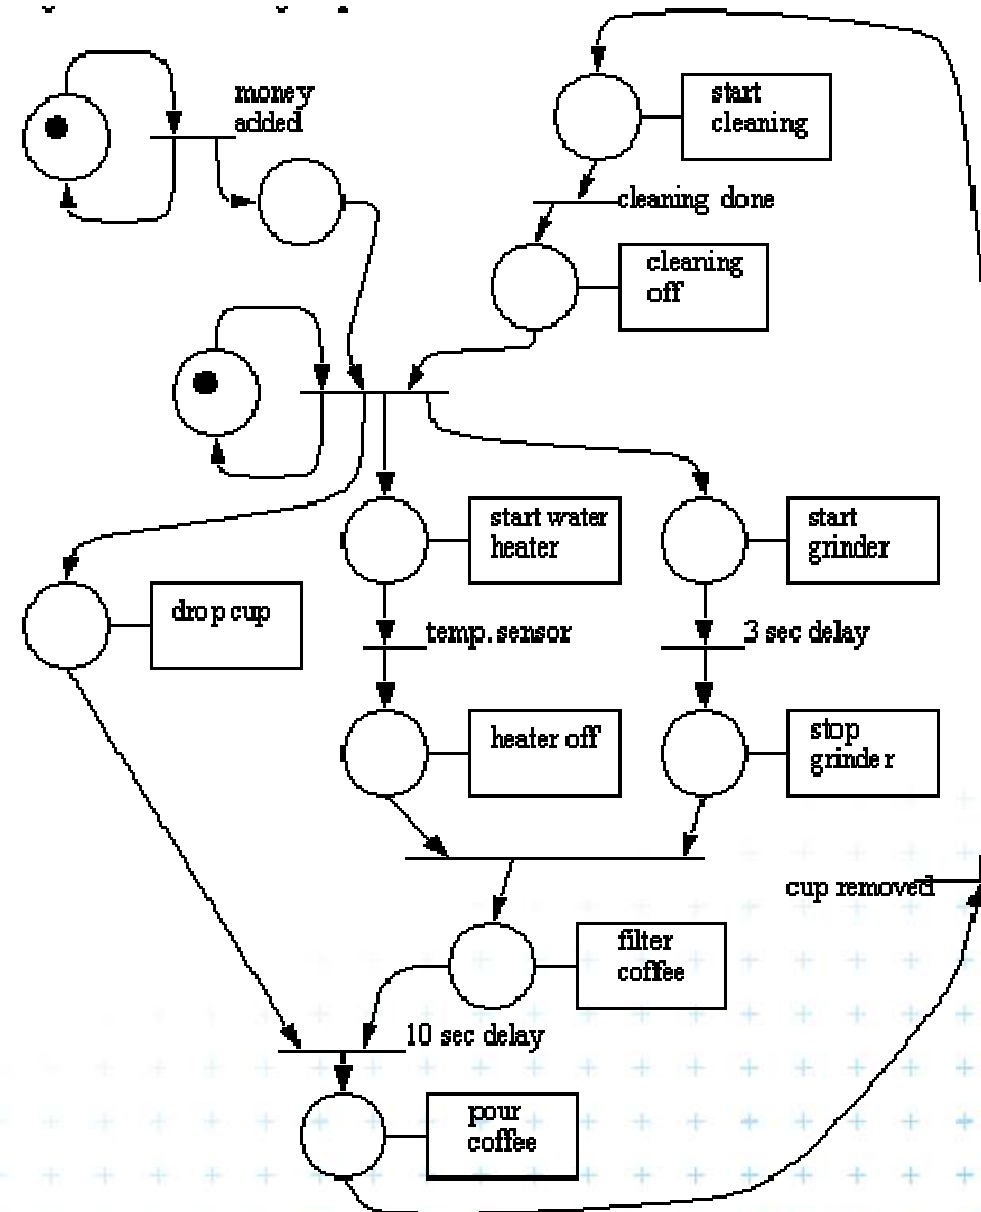 money
added
start
cleaning
cleaning done
cleaning
off
start water
heater
start
grinder
drop cup
temp. sensor
3 sec delay
heater off
stop
grinder
cup removed
filter
coffee
10 sec delay
pour
coffee